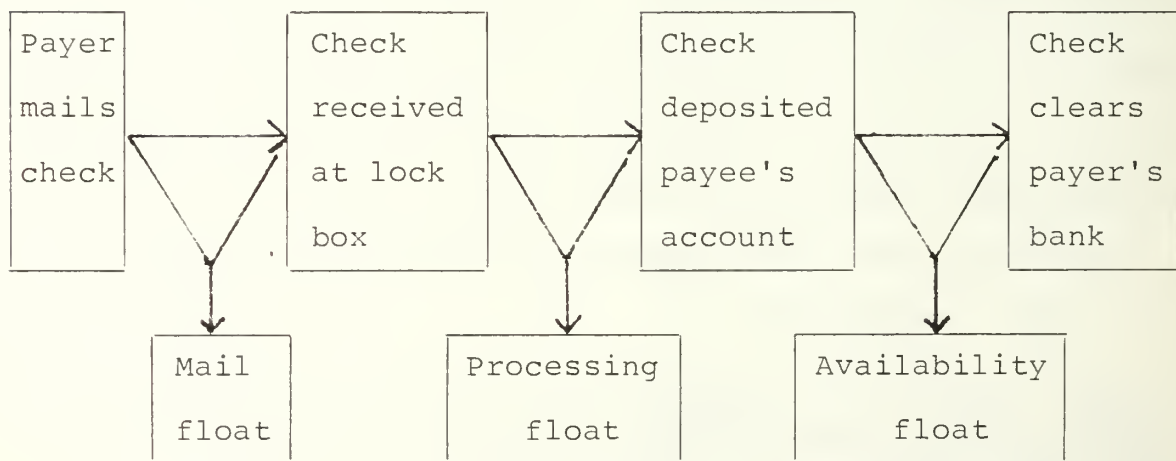 Payer
mails
check
Check
received
at lock
box
Check
deposited
payee's
account
Check
clears
payer's
bank
Mail
float
Processing
float
Availability
float